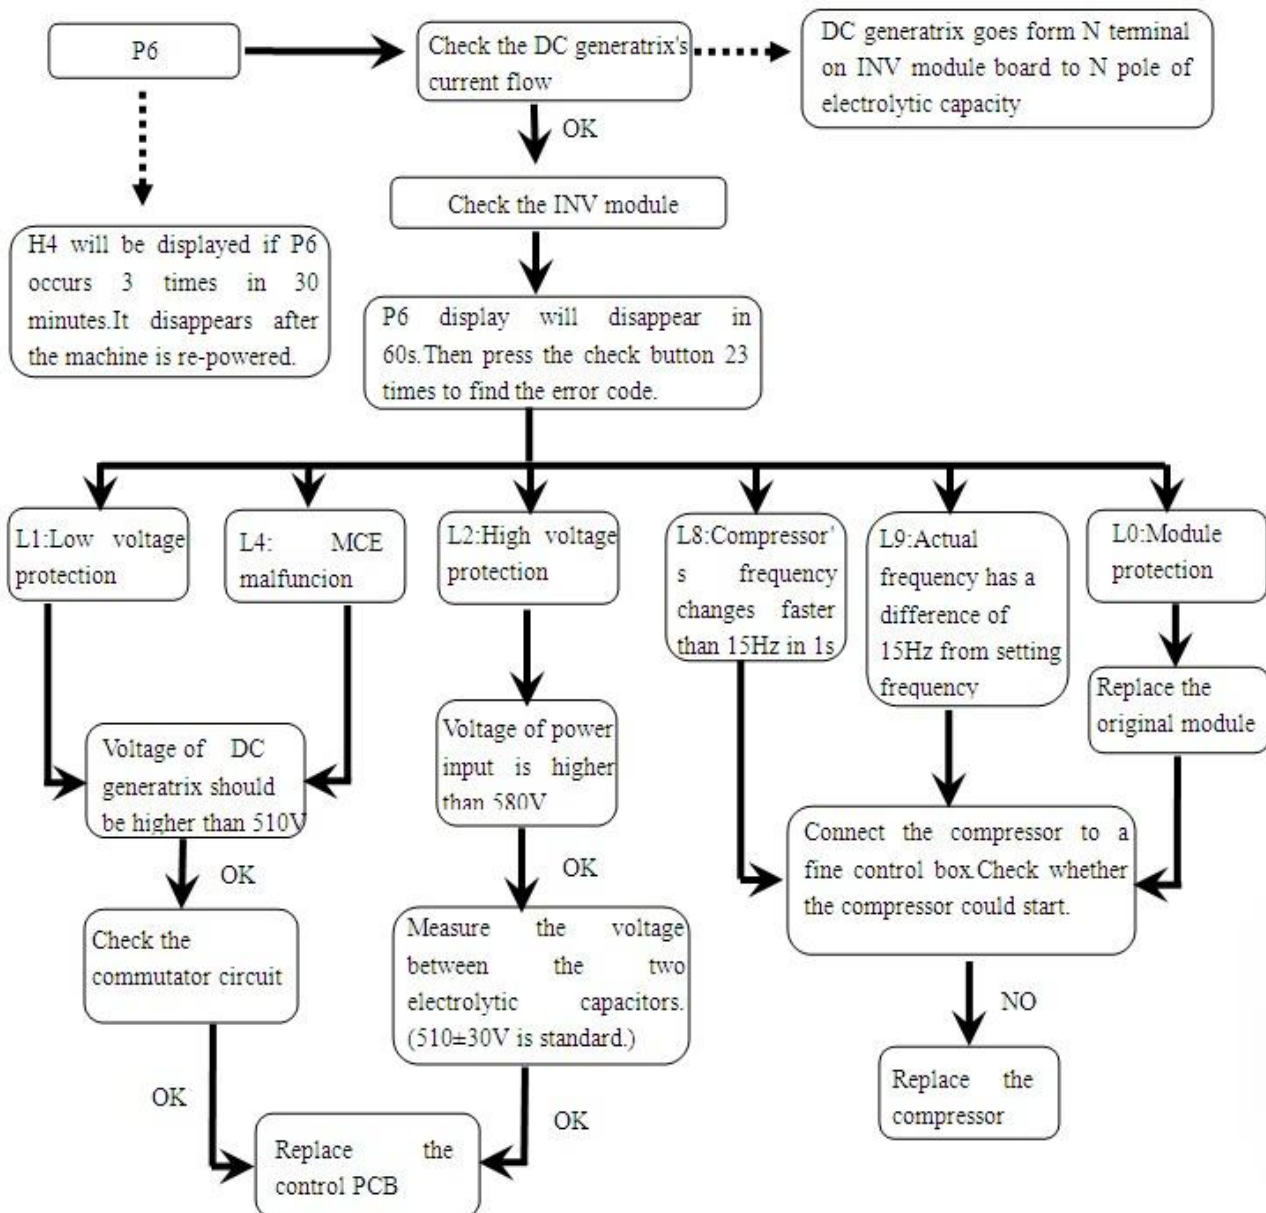 P6
Check the DC generatrix's
current flow
DC generatrix goes form N terminal
on INV module board to N pole of
electrolytic capacity
OK
Check the INV module
H4 will be displayed if P6
occurs 3 times in 30
minutes.It disappears after
the machine is re-powered.
P6 display will disappear in
60s.Then press the check button 23
times to find the error code.
L1:Low voltage
protection
L4: MCE
malfuncion
L2:High voltage
protection
L8:Compressor'
s frequency
changes faster
than 15Hz in 1s
L9:Actual
frequency has a
difference of
15Hz from setting
frequency
L0:Module
protection
Replace the
original module
Voltage of DC
generatrix should
be higher than 510V
Voltage of power
input is higher
than 580V
Connect the compressor to a
fine control box.Check whether
the compressor could start.
OK
OK
Check the
commutator circuit
Measure the voltage
between the two
electrolytic capacitors.
(510±30V is standard.)
NO
Replace the
compressor
OK
OK
Replace the
control PCB